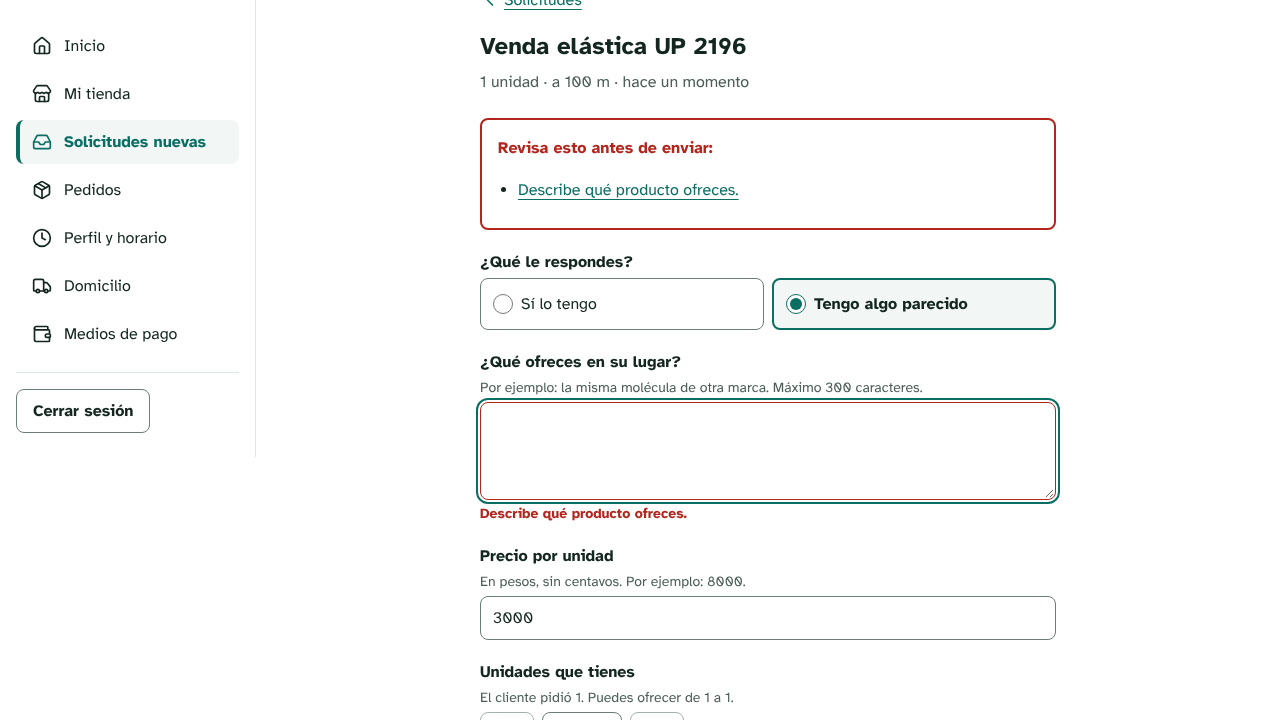 Solicitudes
Inicio
Mi tienda
Solicitudes nuevas
Pedidos
Perfil y horario
Domicilio
Medios de pago
Cerrar sesión
Venda elástica UP 2196
1 unidad · a 100 m · hace un momento
Revisa esto antes de enviar:
Describe qué producto ofreces.
¿Qué le respondes?
Sí lo tengo
Tengo algo parecido
¿Qué ofreces en su lugar?
Por ejemplo: la misma molécula de otra marca. Máximo 300 caracteres.
Describe qué producto ofreces.
Precio por unidad
En pesos, sin centavos. Por ejemplo: 8000.
3000
Unidades que tienes
El cliente pidió 1. Puedes ofrecer de 1 a 1.